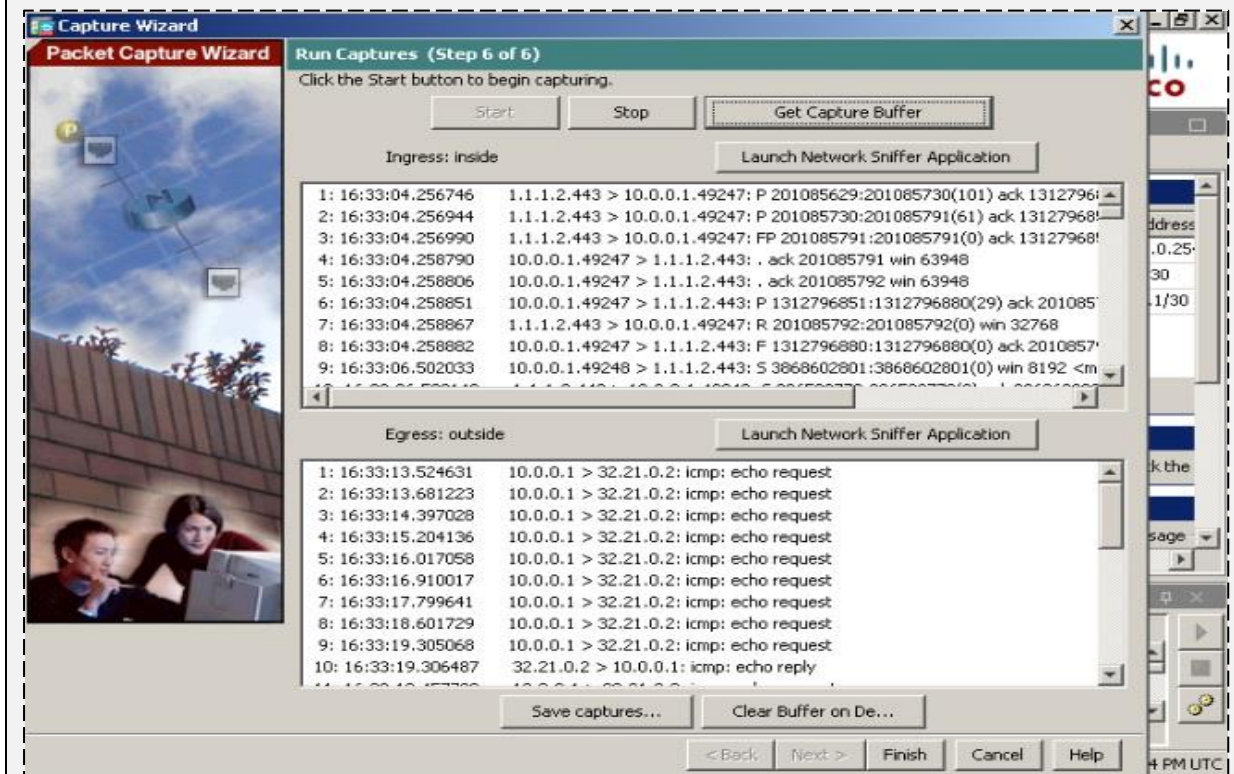 Capture Wizard
Packet Capture Wizard
Run Captures (Step 6 of 6)
Click the Start button to begin capturing.
Start Stop Get Capture Buffer
Ingress: inside Launch Network Sniffer Application
1: 16:33:04.256746 1.1.1.2.443 > 10.0.0.1.49247: P 201085629:201085730(101) ack 1312796
2: 16:33:04.256944 1.1.1.2.443 > 10.0.0.1.49247: P 201085730:201085791(61) ack 13127968
3: 16:33:04.256990 1.1.1.2.443 > 10.0.0.1.49247: FP 201085791:201085791(0) ack 13127968
4: 16:33:04.258790 10.0.0.1.49247 > 1.1.1.2.443: . ack 201085791 win 63948
5: 16:33:04.258806 10.0.0.1.49247 > 1.1.1.2.443: . ack 201085792 win 63948
6: 16:33:04.258851 10.0.0.1.49247 > 1.1.1.2.443: P 1312796851:1312796880(29) ack 201085
7: 16:33:04.258867 1.1.1.2.443 > 10.0.0.1.49247: R 201085792:201085792(0) win 32768
8: 16:33:04.258882 10.0.0.1.49247 > 1.1.1.2.443: F 1312796880:1312796880(0) ack 2010857
9: 16:33:06.502033 10.0.0.1.49248 > 1.1.1.2.443: S 3868602801:3868602801(0) win 8192 <m
Egress: outside Launch Network Sniffer Application
1: 16:33:13.524631 10.0.0.1 > 32.21.0.2: icmp: echo request
2: 16:33:13.681223 10.0.0.1 > 32.21.0.2: icmp: echo request
3: 16:33:14.397028 10.0.0.1 > 32.21.0.2: icmp: echo request
4: 16:33:15.204136 10.0.0.1 > 32.21.0.2: icmp: echo request
5: 16:33:16.017058 10.0.0.1 > 32.21.0.2: icmp: echo request
6: 16:33:16.910017 10.0.0.1 > 32.21.0.2: icmp: echo request
7: 16:33:17.799641 10.0.0.1 > 32.21.0.2: icmp: echo request
8: 16:33:18.601729 10.0.0.1 > 32.21.0.2: icmp: echo request
9: 16:33:19.305068 10.0.0.1 > 32.21.0.2: icmp: echo request
10: 16:33:19.306487 32.21.0.2 > 10.0.0.1: icmp: echo reply
Save captures... Clear Buffer on De...
< Back Next > Finish Cancel Help
co
ddress
.0.25
30
.1/30
k the
sage
4 PM UTC